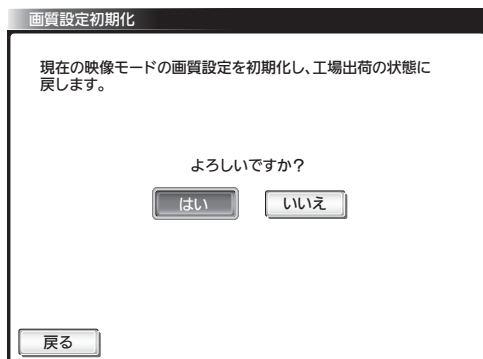 画質設定初期化
現在の映像モードの画質設定を初期化し、工場出荷の状態に
戻します。
よろしいですか？
はい
いいえ
戻る